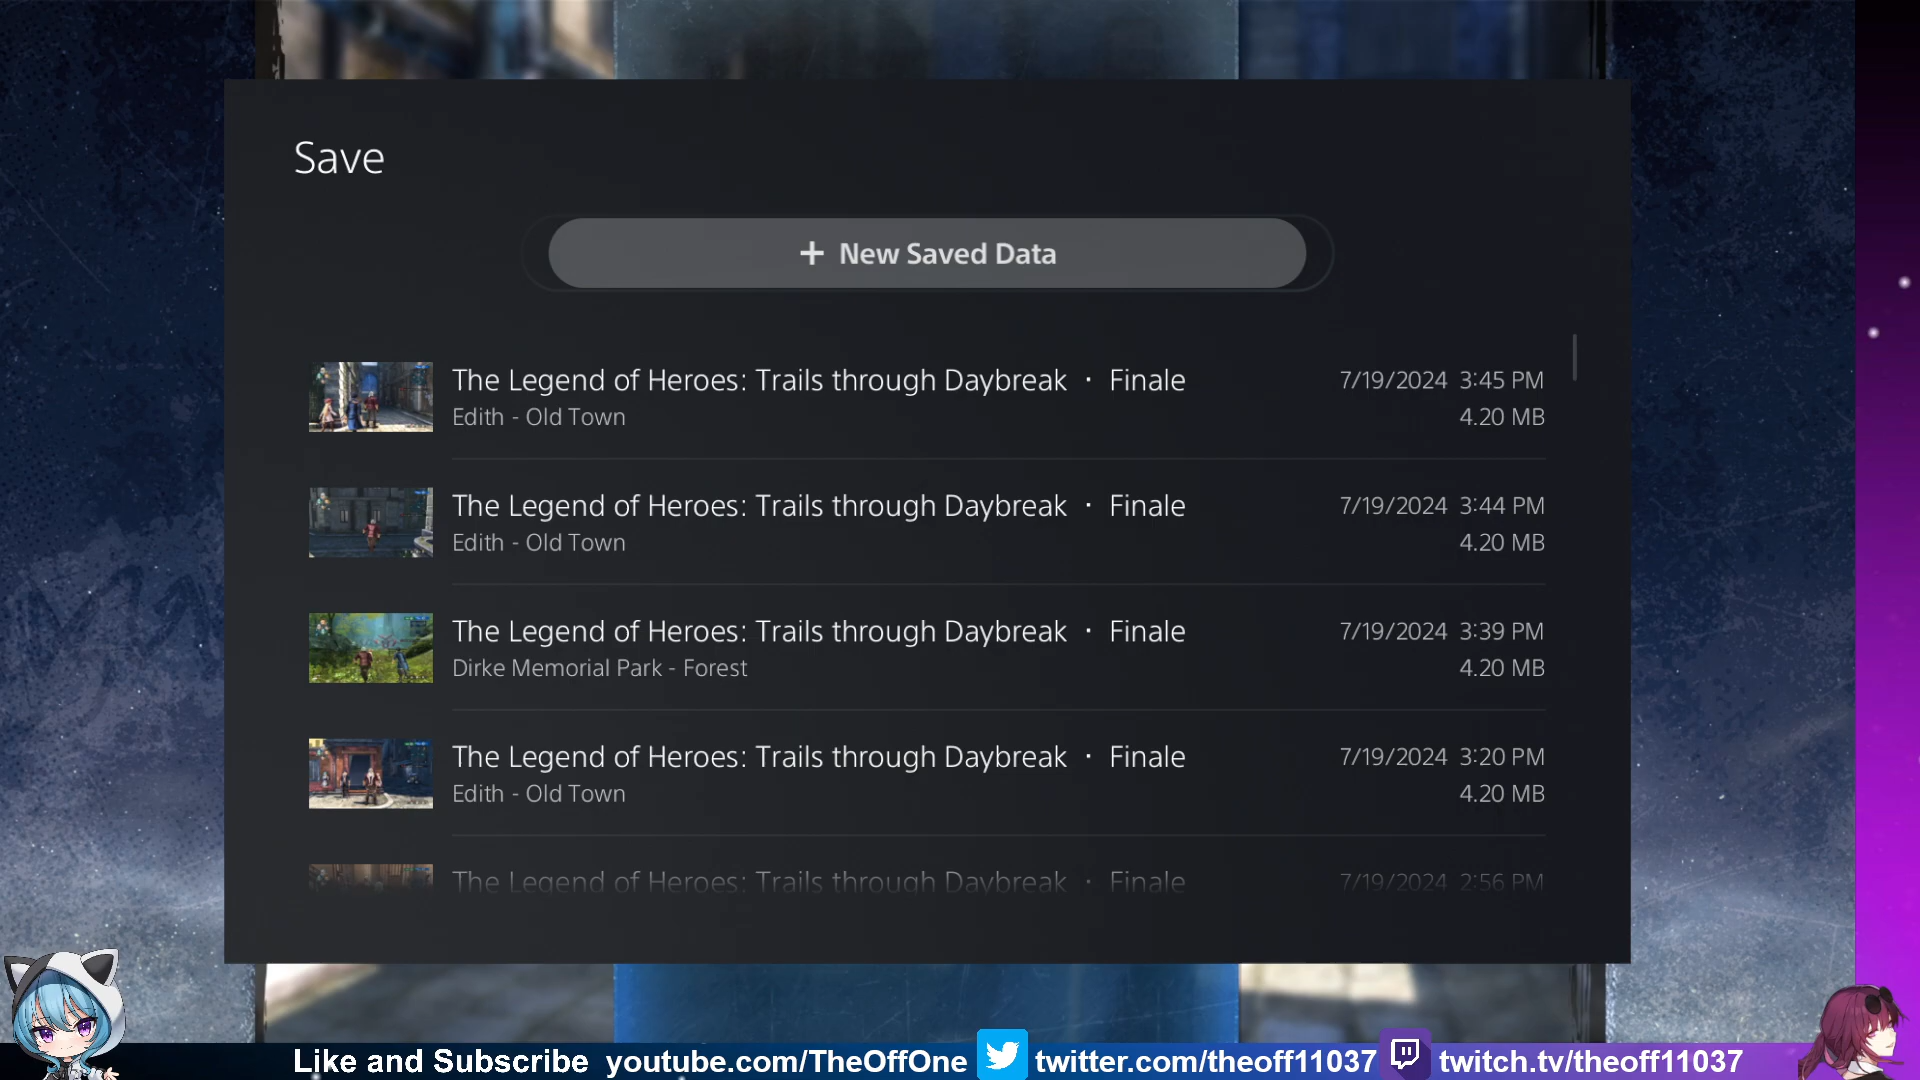 Save
+ New Saved Data
The Legend of Heroes: Trails through Daybreak · Finale 7/19/2024 3:45 PM
Edith - Old Town 4.20 MB
The Legend of Heroes: Trails through Daybreak · Finale 7/19/2024 3:44 PM
Edith - Old Town 4.20 MB
The Legend of Heroes: Trails through Daybreak · Finale 7/19/2024 3:39 PM
Dirke Memorial Park - Forest 4.20 MB
The Legend of Heroes: Trails through Daybreak · Finale 7/19/2024 3:20 PM
Edith - Old Town 4.20 MB
The Legend of Heroes: Trails through Daybreak · Finale 7/19/2024 2:56 PM
Like and Subscribe youtube.com/TheOffOne twitter.com/theoff11037 twitch.tv/theoff11037